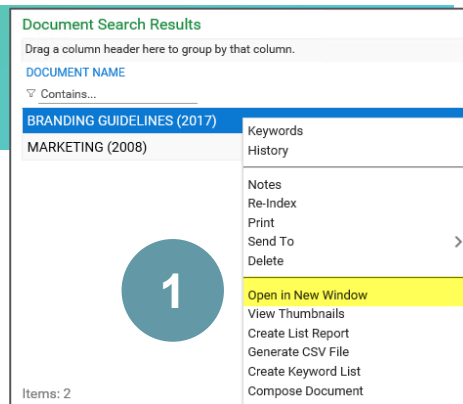 Document Search Results
Drag a column header here to group by that column.
DOCUMENT NAME
Contains...
BRANDING GUIDELINES (2017)
MARKETING (2008)
Keywords
History
Notes
Re-Index
Print
Send To
Delete
Open in New Window
View Thumbnails
Create List Report
Generate CSV File
Create Keyword List
Compose Document
1
Items: 2